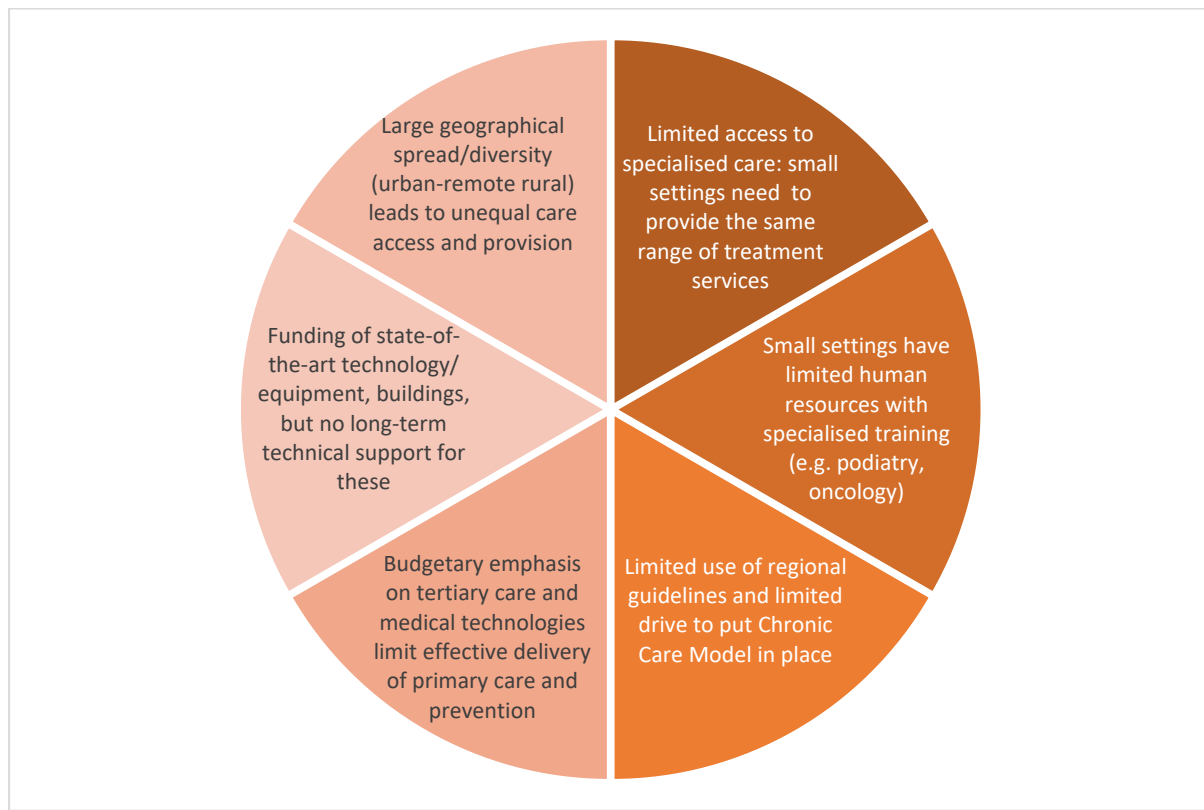 Limited access to
specialised care: small
settings need  to
provide the same
range of treatment
services
Small settings have
limited human
resources with
specialised training
(e.g. podiatry,
oncology)
Limited use of regional
guidelines and limited
drive to put Chronic
Care Model in place
Budgetary emphasis
on tertiary care and
medical technologies
limit effective delivery
of primary care and
prevention
Funding of state-of-
the-art technology/
equipment, buildings,
but no long-term
technical support for
these
Large geographical
spread/diversity
(urban-remote rural)
leads to unequal care
access and provision